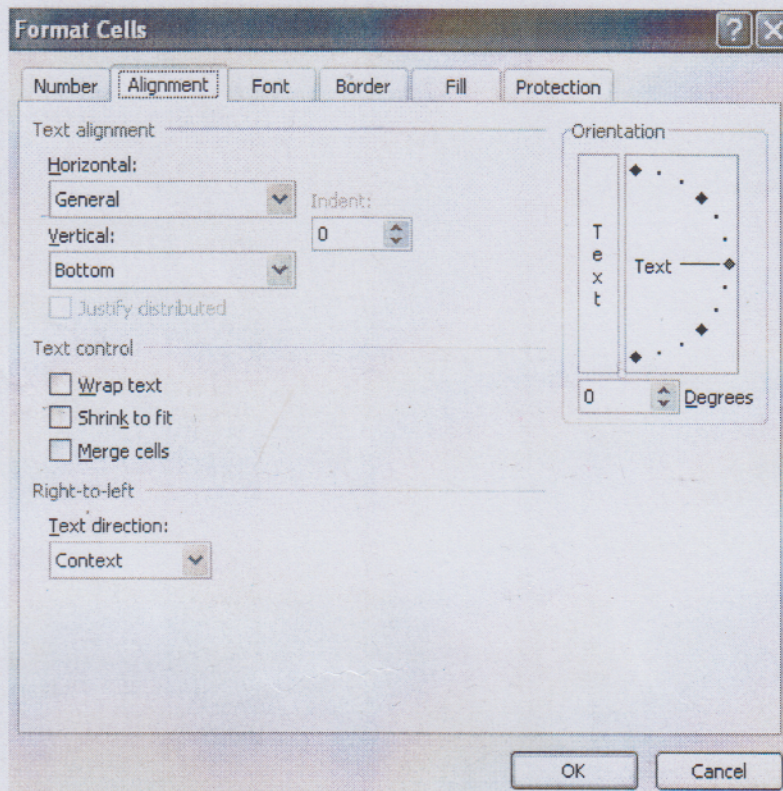 Format Cells
Number Alignment Font Border Fill Protection
Text alignment
Horizontal:
General
Indent:
0
Vertical:
Bottom
Justify distributed
Text control
Wrap text
Shrink to fit
Merge cells
Right-to-left
Text direction:
Context
Orientation
Text
Text
0 Degrees
OK Cancel